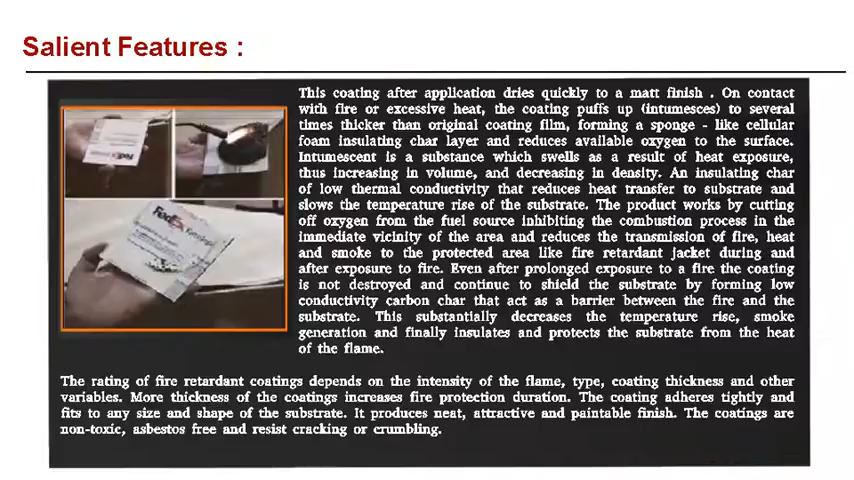 Salient Features :
This coating after application dries quickly to a matt finish . On contact
with fire or excessive heat, the coating puffs up (intumesces) to several
times thicker than original coating film, forming a sponge - like cellular
foam insulating char layer and reduces available oxygen to the surface.
Intumescent is a substance which swells as a result of heat exposure,
thus increasing in volume, and decreasing in density. An insulating char
of low thermal conductivity that reduces heat transfer to substrate and
slows the temperature rise of the substrate. The product works by cutting
off oxygen from the fuel source inhibiting the combustion process in the
immediate vicinity of the area and reduces the transmission of fire, heat
and smoke to the protected area like fire retardant jacket during and
after exposure to fire. Even after prolonged exposure to a fire the coating
is not destroyed and continue to shield the substrate by forming low
conductivity carbon char that act as a barrier between the fire and the
substrate. This substantially decreases the temperature rise, smoke
generation and finally insulates and protects the substrate from the heat
of the flame.
FedEx
FedEx
The rating of fire retardant coatings depends on the intensity of the flame, type, coating thickness and other
variables. More thickness of the coatings increases fire protection duration. The coating adheres tightly and
fits to any size and shape of the substrate. It produces neat, attractive and paintable finish. The coatings are
non-toxic, asbestos free and resist cracking or crumbling.